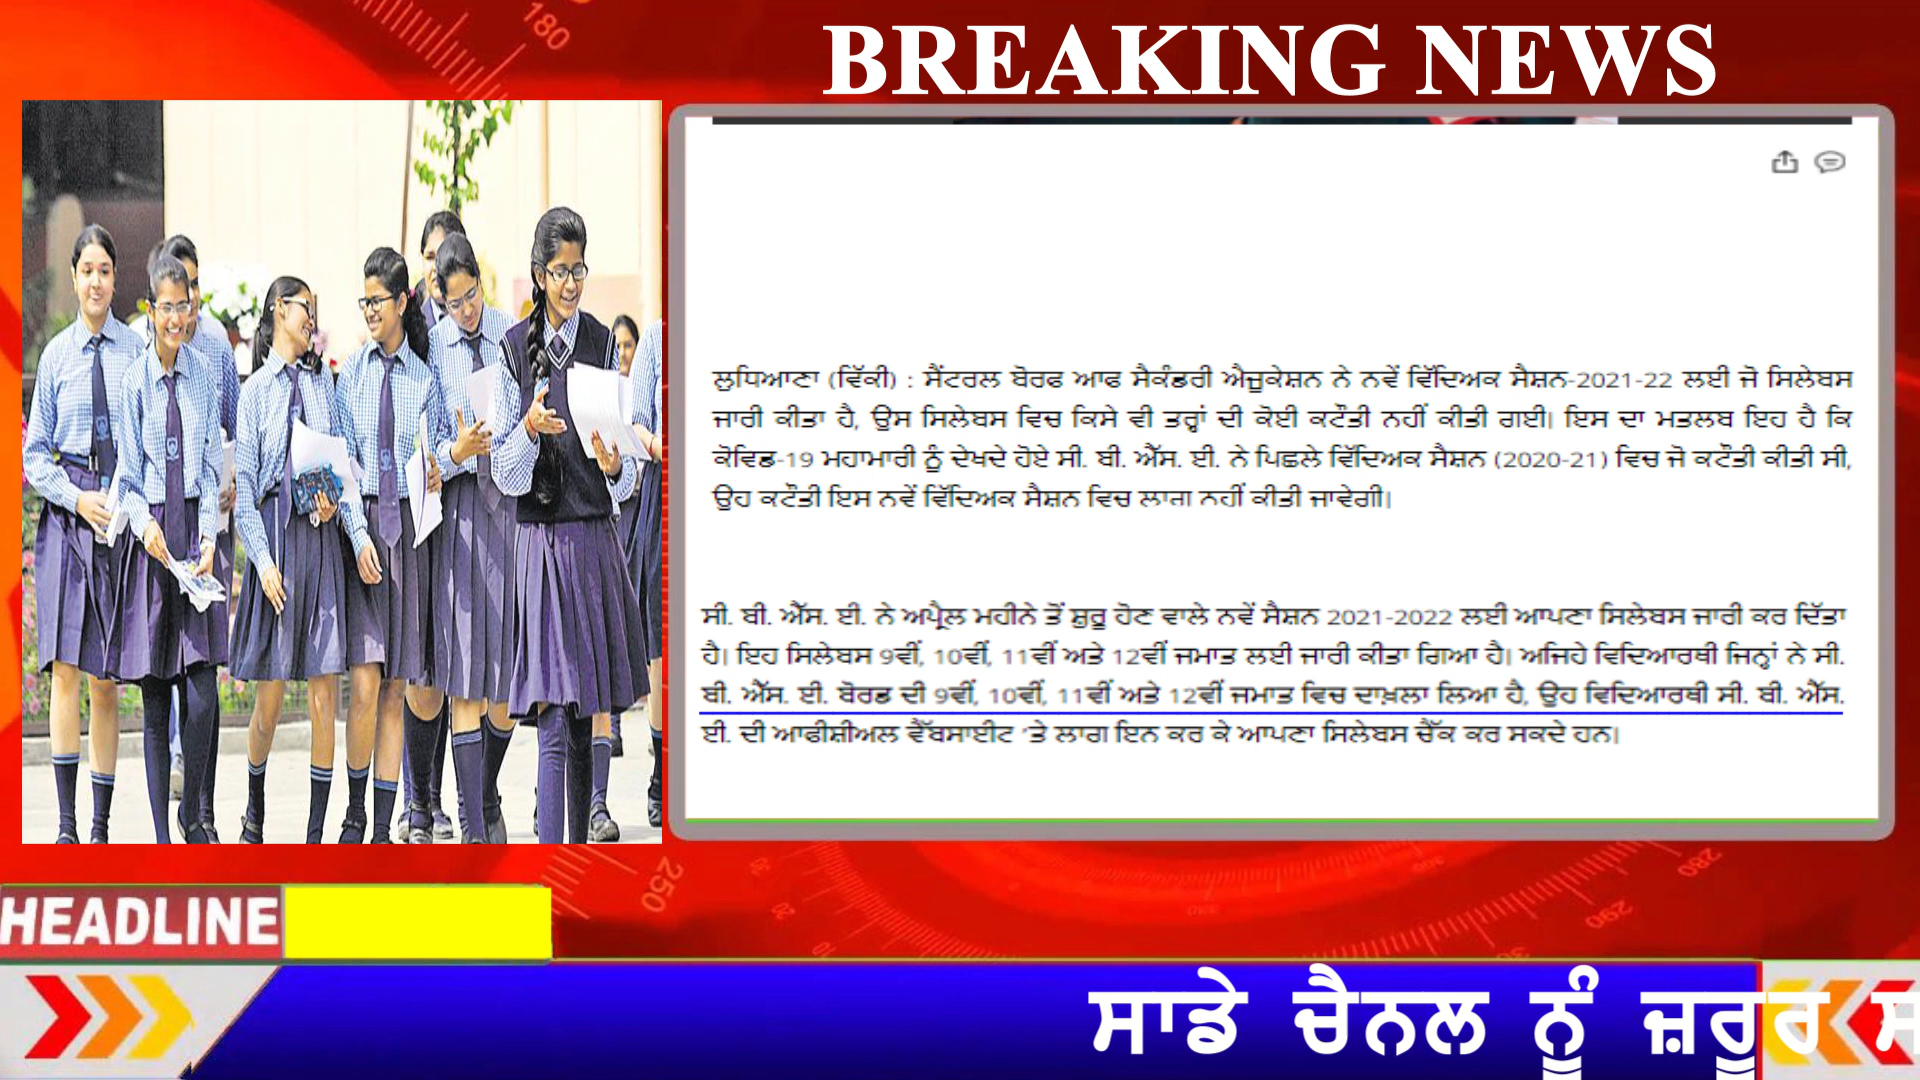 BREAKING NEWS
ਲੁਧਿਆਣਾ (ਵਿੱਕੀ) : ਸੈਂਟਰਲ ਬੋਰਫ ਆਫ ਸੈਕੰਡਰੀ ਐਜੂਕੇਸ਼ਨ ਨੇ ਨਵੇਂ ਵਿੱਦਿਅਕ ਸੈਸ਼ਨ-2021-22 ਲਈ ਜੋ ਸਿਲੇਬਸ
ਜਾਰੀ ਕੀਤਾ ਹੈ, ਉਸ ਸਿਲੇਬਸ ਵਿਚ ਕਿਸੇ ਵੀ ਤਰ੍ਹਾਂ ਦੀ ਕੋਈ ਕਟੌਤੀ ਨਹੀਂ ਕੀਤੀ ਗਈ। ਇਸ ਦਾ ਮਤਲਬ ਇਹ ਹੈ ਕਿ
ਕੋਵਿਡ-19 ਮਹਾਮਾਰੀ ਨੂੰ ਦੇਖਦੇ ਹੋਏ ਸੀ. ਬੀ. ਐੱਸ. ਈ. ਨੇ ਪਿਛਲੇ ਵਿੱਦਿਅਕ ਸੈਸ਼ਨ (2020-21) ਵਿਚ ਜੋ ਕਟੌਤੀ ਕੀਤੀ ਸੀ,
ਉਹ ਕਟੌਤੀ ਇਸ ਨਵੇਂ ਵਿੱਦਿਅਕ ਸੈਸ਼ਨ ਵਿਚ ਲਾਗ ਨਹੀਂ ਕੀਤੀ ਜਾਵੇਗੀ।
ਸੀ. ਬੀ. ਐੱਸ. ਈ. ਨੇ ਅਪ੍ਰੈਲ ਮਹੀਨੇ ਤੋਂ ਸ਼ੁਰੂ ਹੋਣ ਵਾਲੇ ਨਵੇਂ ਸੈਸ਼ਨ 2021-2022 ਲਈ ਆਪਣਾ ਸਿਲੇਬਸ ਜਾਰੀ ਕਰ ਦਿੱਤਾ
ਹੈ। ਇਹ ਸਿਲੇਬਸ 9ਵੀਂ, 10ਵੀਂ, 11ਵੀਂ ਅਤੇ 12ਵੀਂ ਜਮਾਤ ਲਈ ਜਾਰੀ ਕੀਤਾ ਗਿਆ ਹੈ। ਅਜਿਹੇ ਵਿਦਿਆਰਥੀ ਜਿਨ੍ਹਾਂ ਨੇ ਸੀ.
ਬੀ. ਐੱਸ. ਈ. ਬੋਰਡ ਦੀ 9ਵੀਂ, 10ਵੀਂ, 11ਵੀਂ ਅਤੇ 12ਵੀਂ ਜਮਾਤ ਵਿਚ ਦਾਖ਼ਲਾ ਲਿਆ ਹੈ, ਉਹ ਵਿਦਿਆਰਥੀ ਸੀ. ਬੀ. ਐੱਸ.
ਈ. ਦੀ ਆਫੀਸ਼ੀਅਲ ਵੈੱਬਸਾਈਟ ’ਤੇ ਲਾਗ ਇਨ ਕਰ ਕੇ ਆਪਣਾ ਸਿਲੇਬਸ ਚੈੱਕ ਕਰ ਸਕਦੇ ਹਨ।
HEADLINE
ਸਾਡੇ ਚੈਨਲ ਨੂੰ ਜ਼ਰੂਰ